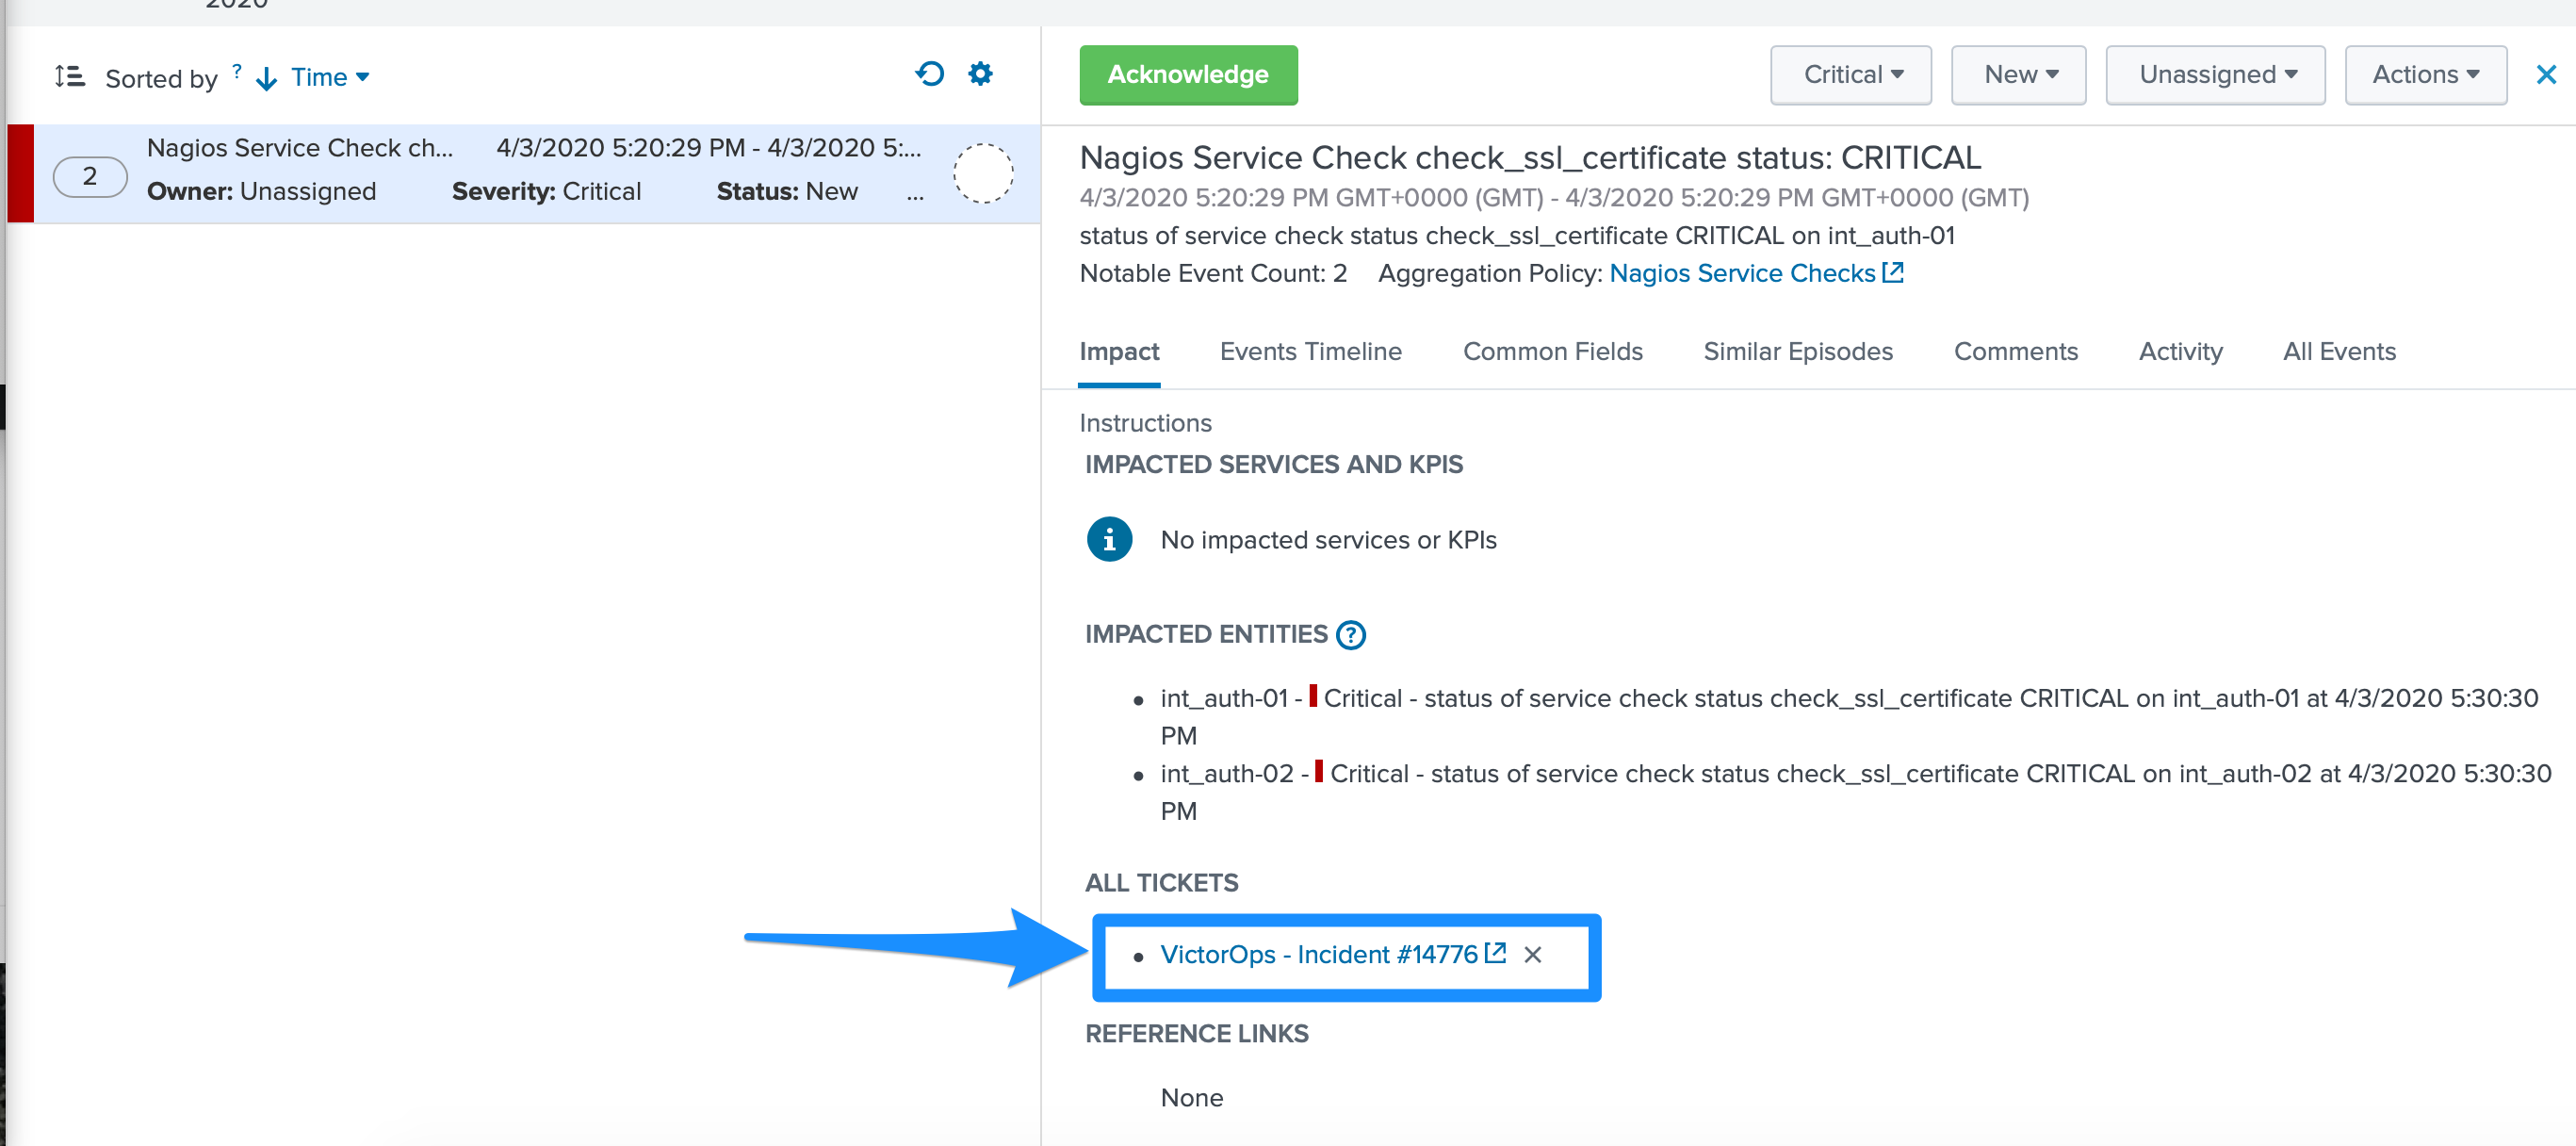 2020
Sorted by ? Time
2
Nagios Service Check ch... 4/3/2020 5:20:29 PM - 4/3/2020 5:...
Owner: Unassigned Severity: Critical Status: New ...
Acknowledge
Critical New Unassigned Actions
Nagios Service Check check_ssl_certificate status: CRITICAL
4/3/2020 5:20:29 PM GMT+0000 (GMT) - 4/3/2020 5:20:29 PM GMT+0000 (GMT)
status of service check status check_ssl_certificate CRITICAL on int_auth-01
Notable Event Count: 2 Aggregation Policy: Nagios Service Checks
Impact Events Timeline Common Fields Similar Episodes Comments Activity All Events
Instructions
IMPACTED SERVICES AND KPIS
No impacted services or KPIs
IMPACTED ENTITIES ?
int_auth-01 - Critical - status of service check status check_ssl_certificate CRITICAL on int_auth-01 at 4/3/2020 5:30:30
PM
int_auth-02 - Critical - status of service check status check_ssl_certificate CRITICAL on int_auth-02 at 4/3/2020 5:30:30
PM
ALL TICKETS
VictorOps - Incident #14776
REFERENCE LINKS
None